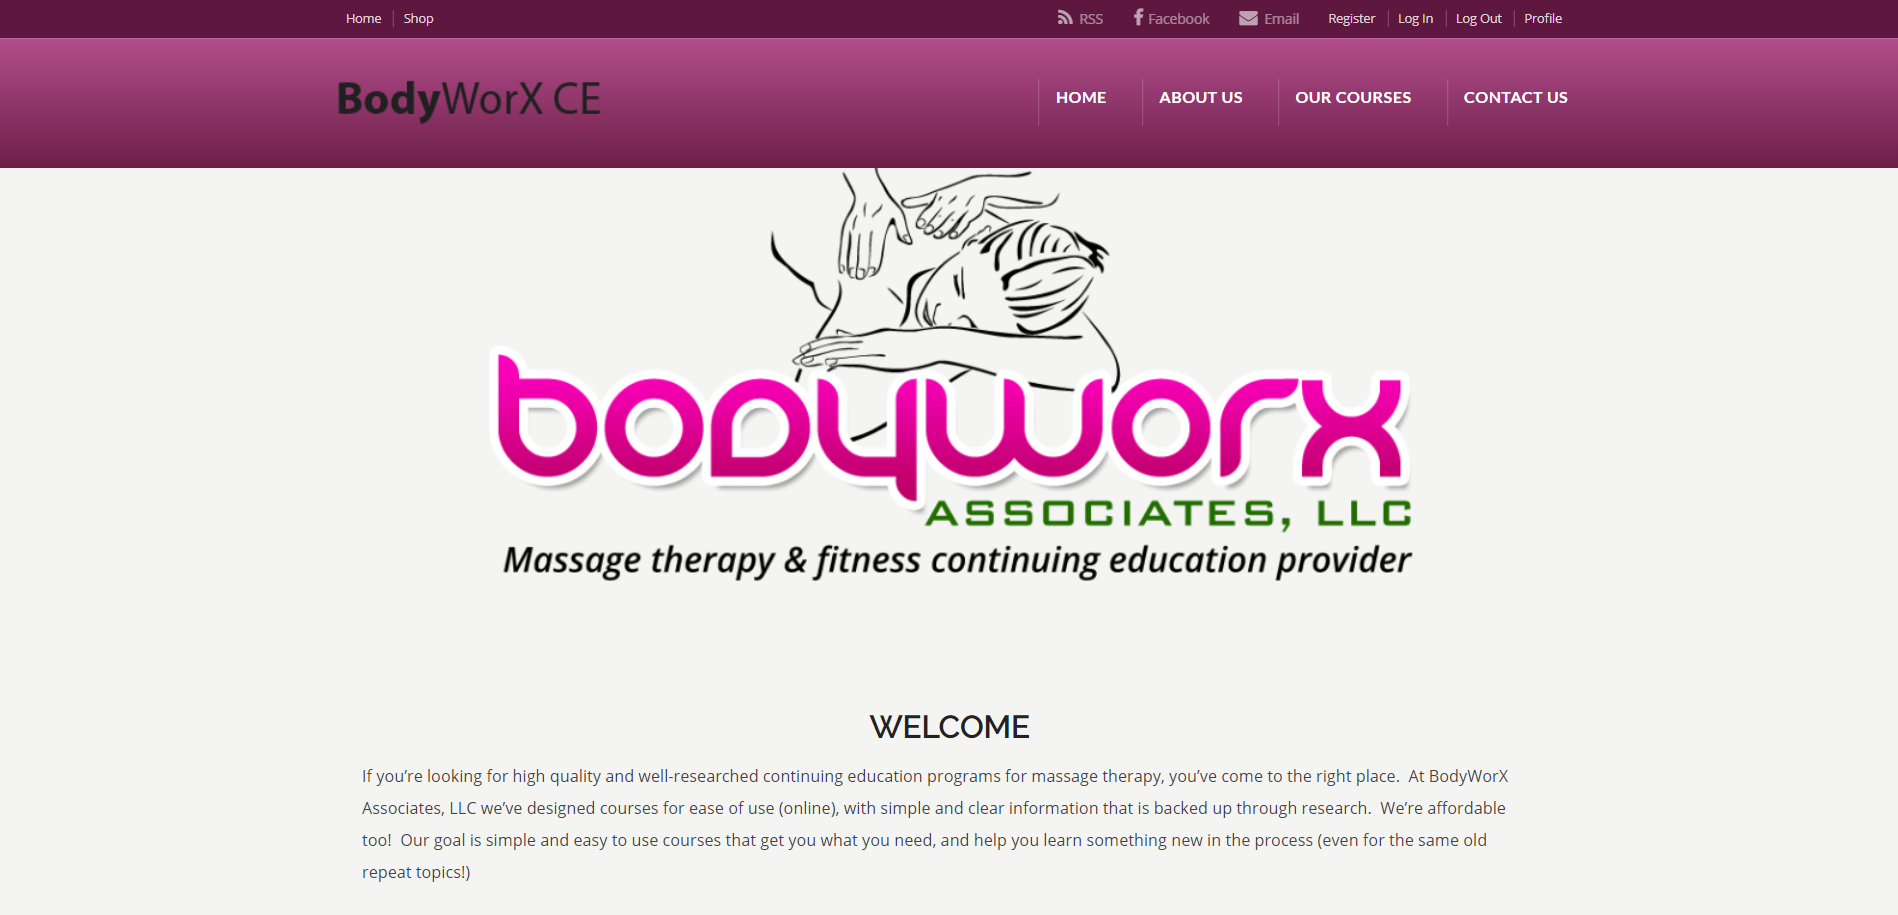 Home Shop RSS Facebook Email Register Log In Log Out Profile
BodyWorX CE HOME ABOUT US OUR COURSES CONTACT US
bodyworx
ASSOCIATES, LLC
Massage therapy & fitness continuing education provider
WELCOME
If you’re looking for high quality and well-researched continuing education programs for massage therapy, you’ve come to the right place.  At BodyWorX
Associates, LLC we’ve designed courses for ease of use (online), with simple and clear information that is backed up through research.  We’re affordable
too!  Our goal is simple and easy to use courses that get you what you need, and help you learn something new in the process (even for the same old
repeat topics!)